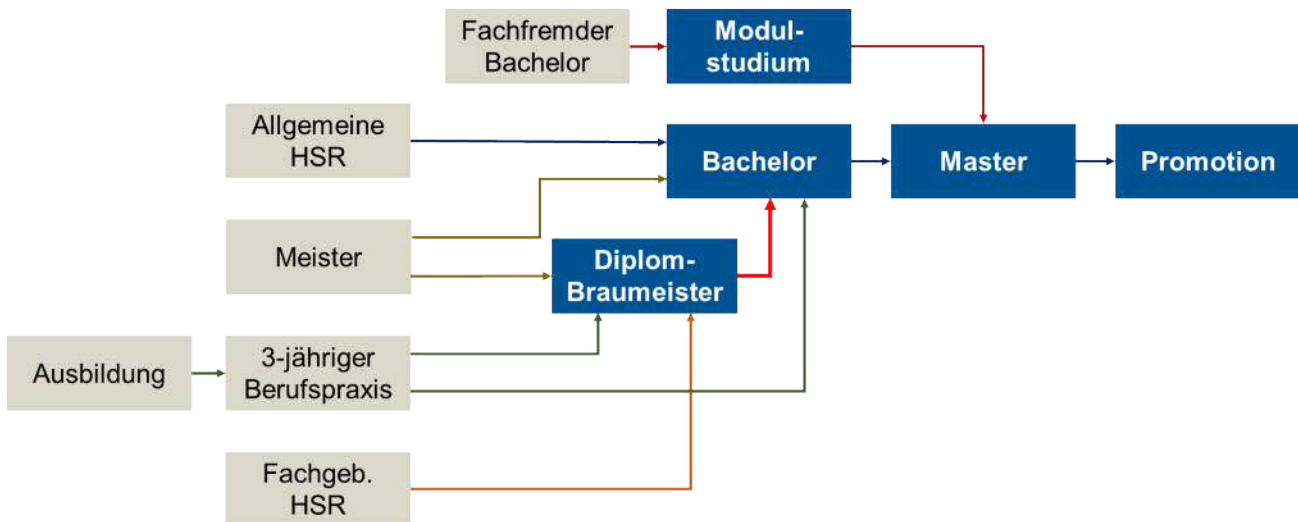 Fachfremder
Bachelor
Modul-
studium
Allgemeine
HSR
Bachelor
Master
Promotion
Meister
Diplom-
Braumeister
Ausbildung
3-jähriger
Berufspraxis
Fachgeb.
HSR